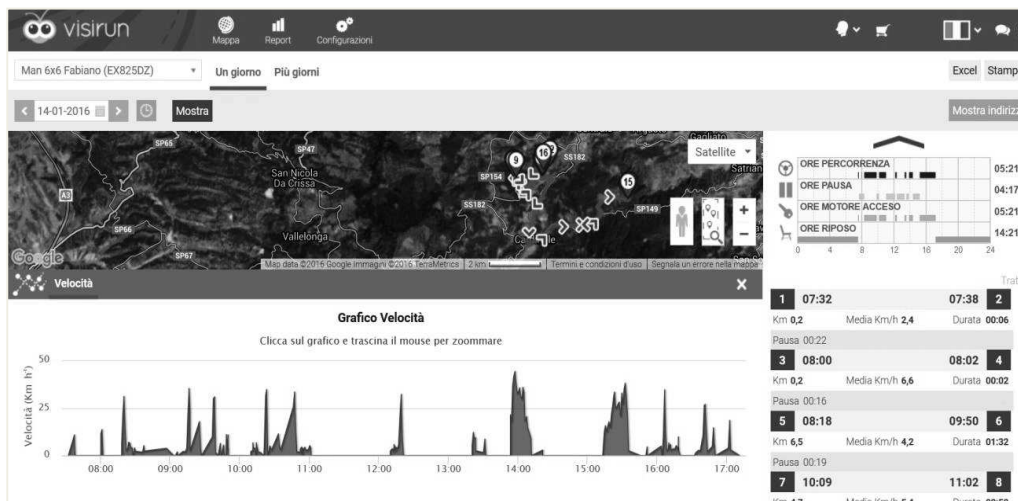 visirun
Mappa Report Configurazioni
Man 6x6 Fabiano (EX825DZ) Un giorno Più giorni Excel Stamp
14-01-2016 Mostra Mostra indirizz
SP65
SP47
San Nicola
Da Crissa
SP154
SS182
Satellite
Satrian
9
16
2
15
A3
SP66
Vallelonga
SS182
SP149
SP67
Google
Map data ©2016 Google Immagini ©2016 TerraMetrics 2 km Termini e condizioni d'uso Segnala un errore nella mappa
ORE PERCORRENZA 05:21
ORE PAUSA 04:17
ORE MOTORE ACCESO 05:21
ORE RIPOSO 14:21
0 4 8 12 16 20 24
Velocità X
Grafico Velocità
Clicca sul grafico e trascina il mouse per zoommare
Velocità (Km h⁻¹)
50
25
0
08:00 09:00 10:00 11:00 12:00 13:00 14:00 15:00 16:00 17:00
Trat
1 07:32 07:38 2
Km 0,2 Media Km/h 2,4 Durata 00:06
Pausa 00:22
3 08:00 08:02 4
Km 0,2 Media Km/h 6,6 Durata 00:02
Pausa 00:16
5 08:18 09:50 6
Km 6,5 Media Km/h 4,2 Durata 01:32
Pausa 00:19
7 10:09 11:02 8